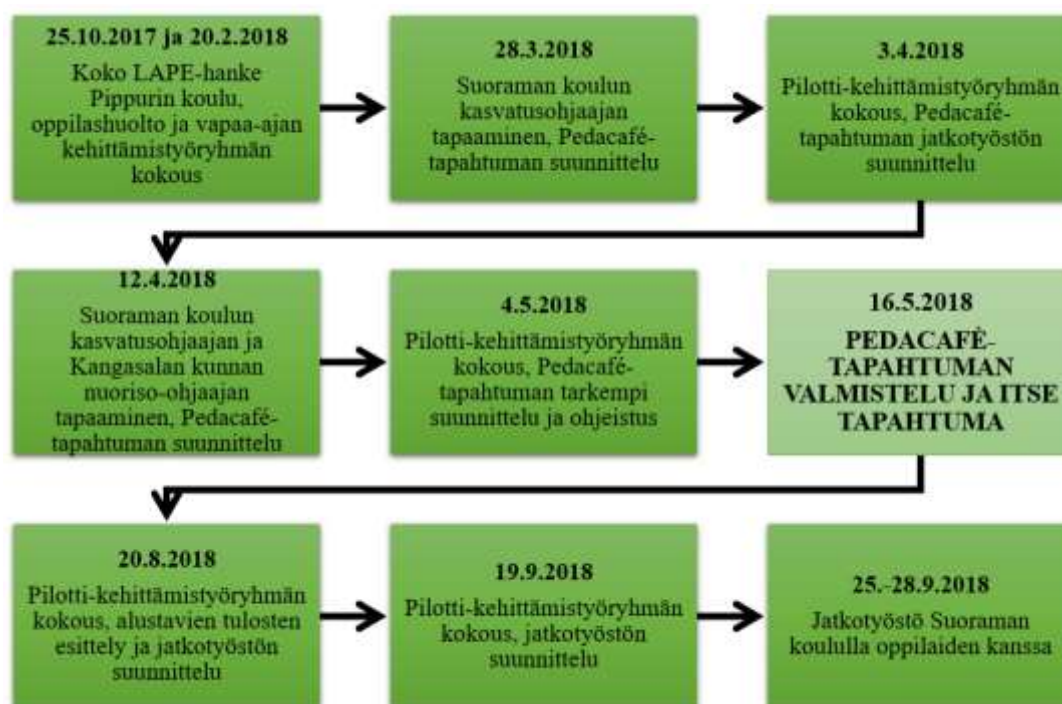 25.10.2017 ja 20.2.2018
Koko LAPE-hanke
Pippurin koulu,
oppilashuolto ja vapaa-ajan
kehittämistyöryhmän
kokous
28.3.2018
Suoraman koulun
kasvatusohjaajan
tapaaminen, Pedacafé-
tapahtuman suunnittelu
3.4.2018
Pilotti-kehittämistyöryhmän
kokous, Pedacafé-
tapahtuman jatkotyöstön
suunnittelu
12.4.2018
Suoraman koulun
kasvatusohjaajan ja
Kangasalan kunnan
nuoriso-ohjaajan
tapaaminen, Pedacafé-
tapahtuman suunnittelu
4.5.2018
Pilotti-kehittämistyöryhmän
kokous, Pedacafé-
tapahtuman tarkempi
suunnittelu ja ohjeistus
16.5.2018
PEDACAFÈ-
TAPAHTUMAN
VALMISTELU JA ITSE
TAPAHTUMA
20.8.2018
Pilotti-kehittämistyöryhmän
kokous, alustavien tulosten
esittely ja jatkotyöstön
suunnittelu
19.9.2018
Pilotti-kehittämistyöryhmän
kokous, jatkotyöstön
suunnittelu
25.-28.9.2018
Jatkotyöstö Suoraman
koululla oppilaiden kanssa